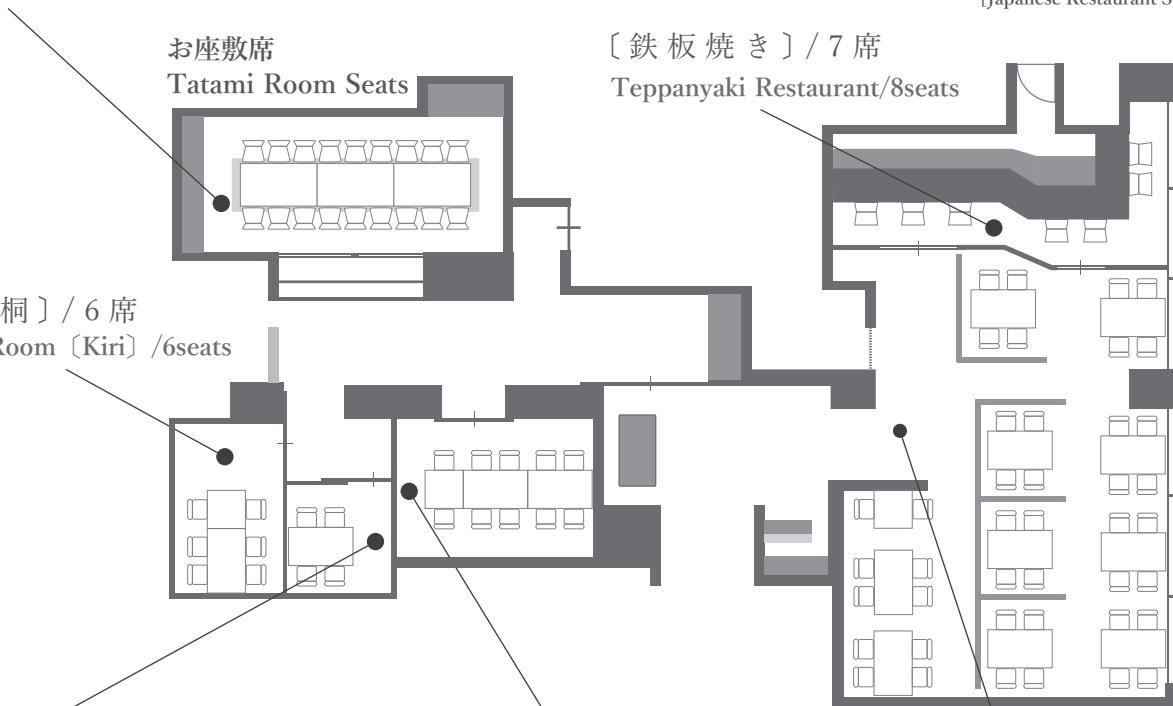 [Japanese Restaurant S
お座敷席
Tatami Room Seats
〔鉄板焼き〕/7席
Teppanyaki Restaurant/8seats
桐〕/6席
Room〔Kiri〕/6seats